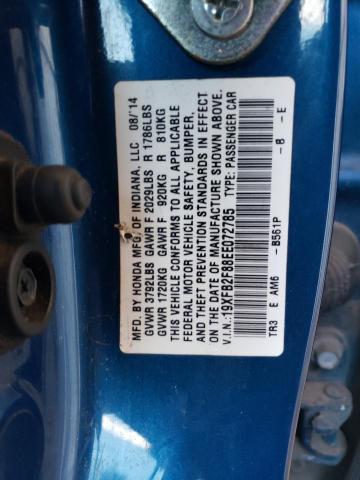 MFD. BY HONDA MFG. OF INDIANA, LLC 08/14
GVWR 3792LBS GAWR F 2029LBS R 1786LBS
GVWR 1720KG GAWR F 920KG R 810KG
THIS VEHICLE CONFORMS TO ALL APPLICABLE
FEDERAL MOTOR VEHICLE SAFETY, BUMPER,
AND THEFT PREVENTION STANDARDS IN EFFECT
ON THE DATE OF MANUFACTURE SHOWN ABOVE.
V.I.N.: 19XFB2F88EE072785 TYPE: PASSENGER CAR
TR3 E AM6 -B561P -B -E